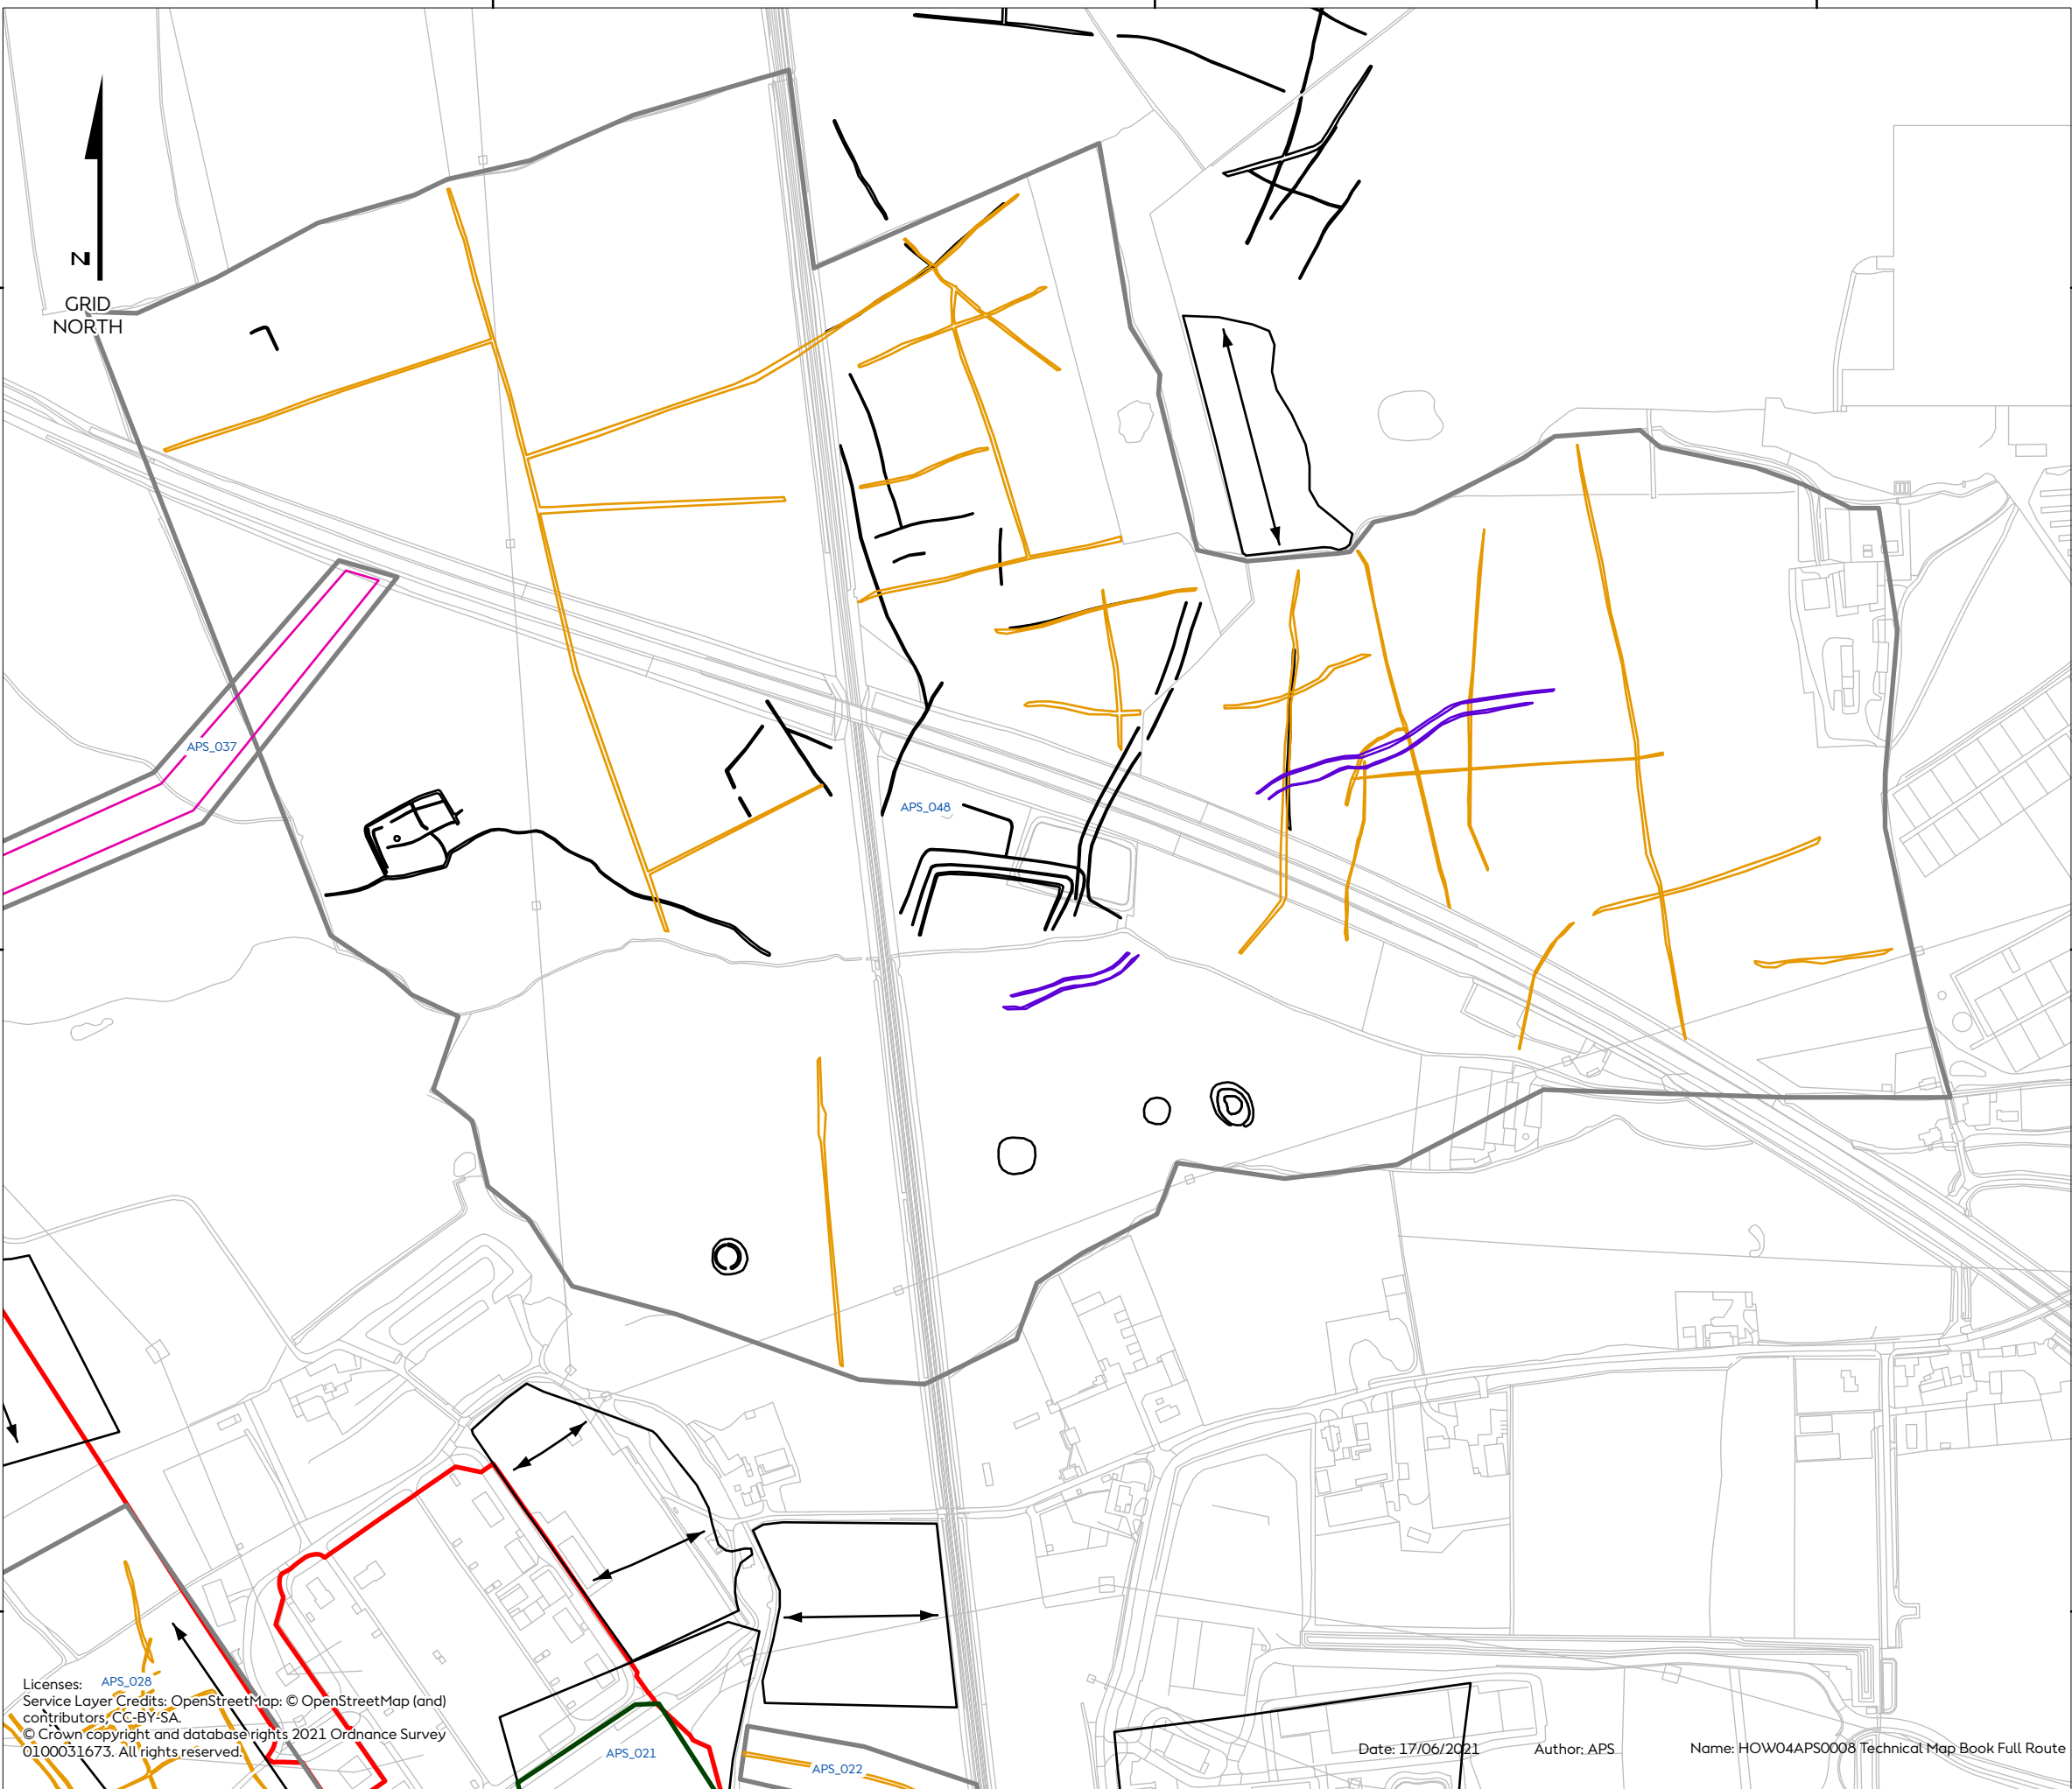 N
GRID
NORTH
APS_037
APS_048
Licenses:
APS_028
Service Layer Credits: OpenStreetMap: © OpenStreetMap (and)
contributors, CC-BY-SA.
© Crown copyright and database rights 2021 Ordnance Survey
0100031673. All rights reserved.
APS_021
APS_022
Date: 17/06/2021
Author: APS
Name: HOW04APS0008 Technical Map Book Full Route